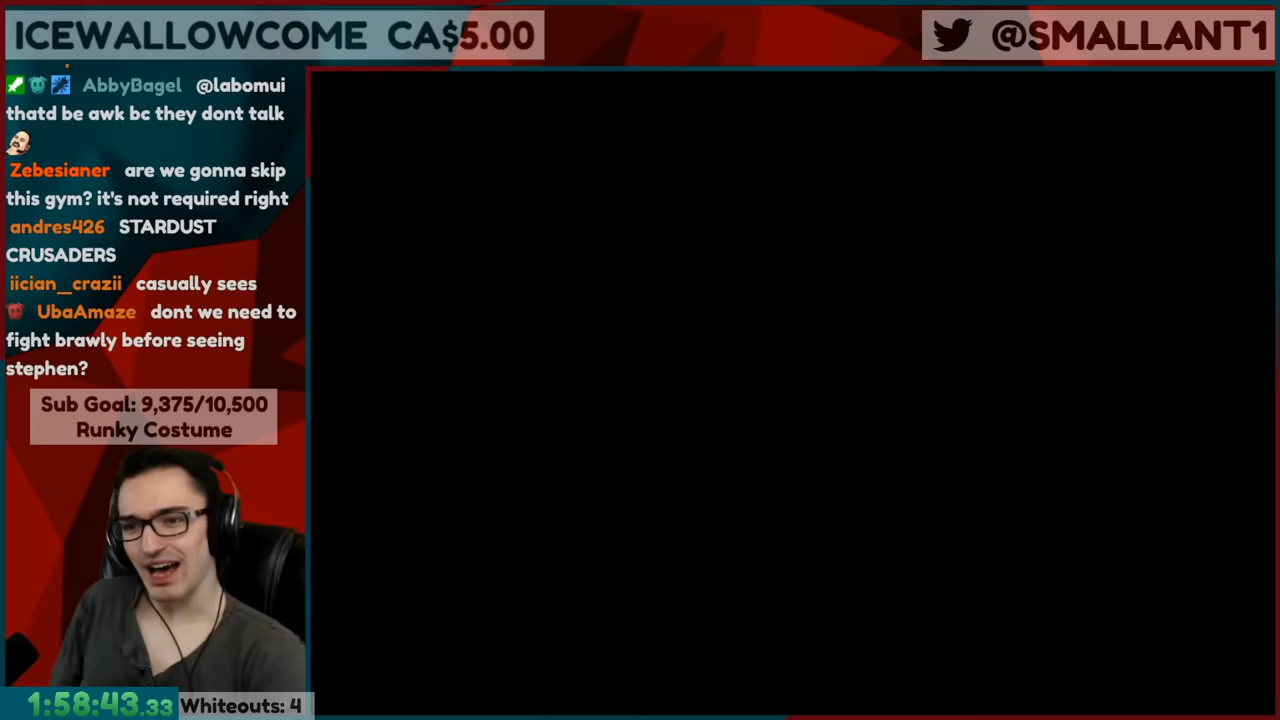 ICEWALLOWCOME CA$5.00
@SMALLANT1
AbbyBagel @labomui
thatd be awk bc they dont talk
Zebesianer are we gonna skip
this gym? it's not required right
andres426 STARDUST
CRUSADERS
iician_crazii casually sees
UbaAmaze dont we need to
fight brawly before seeing
stephen?
Sub Goal: 9,375/10,500
Runky Costume
1:58:43.33 Whiteouts: 4